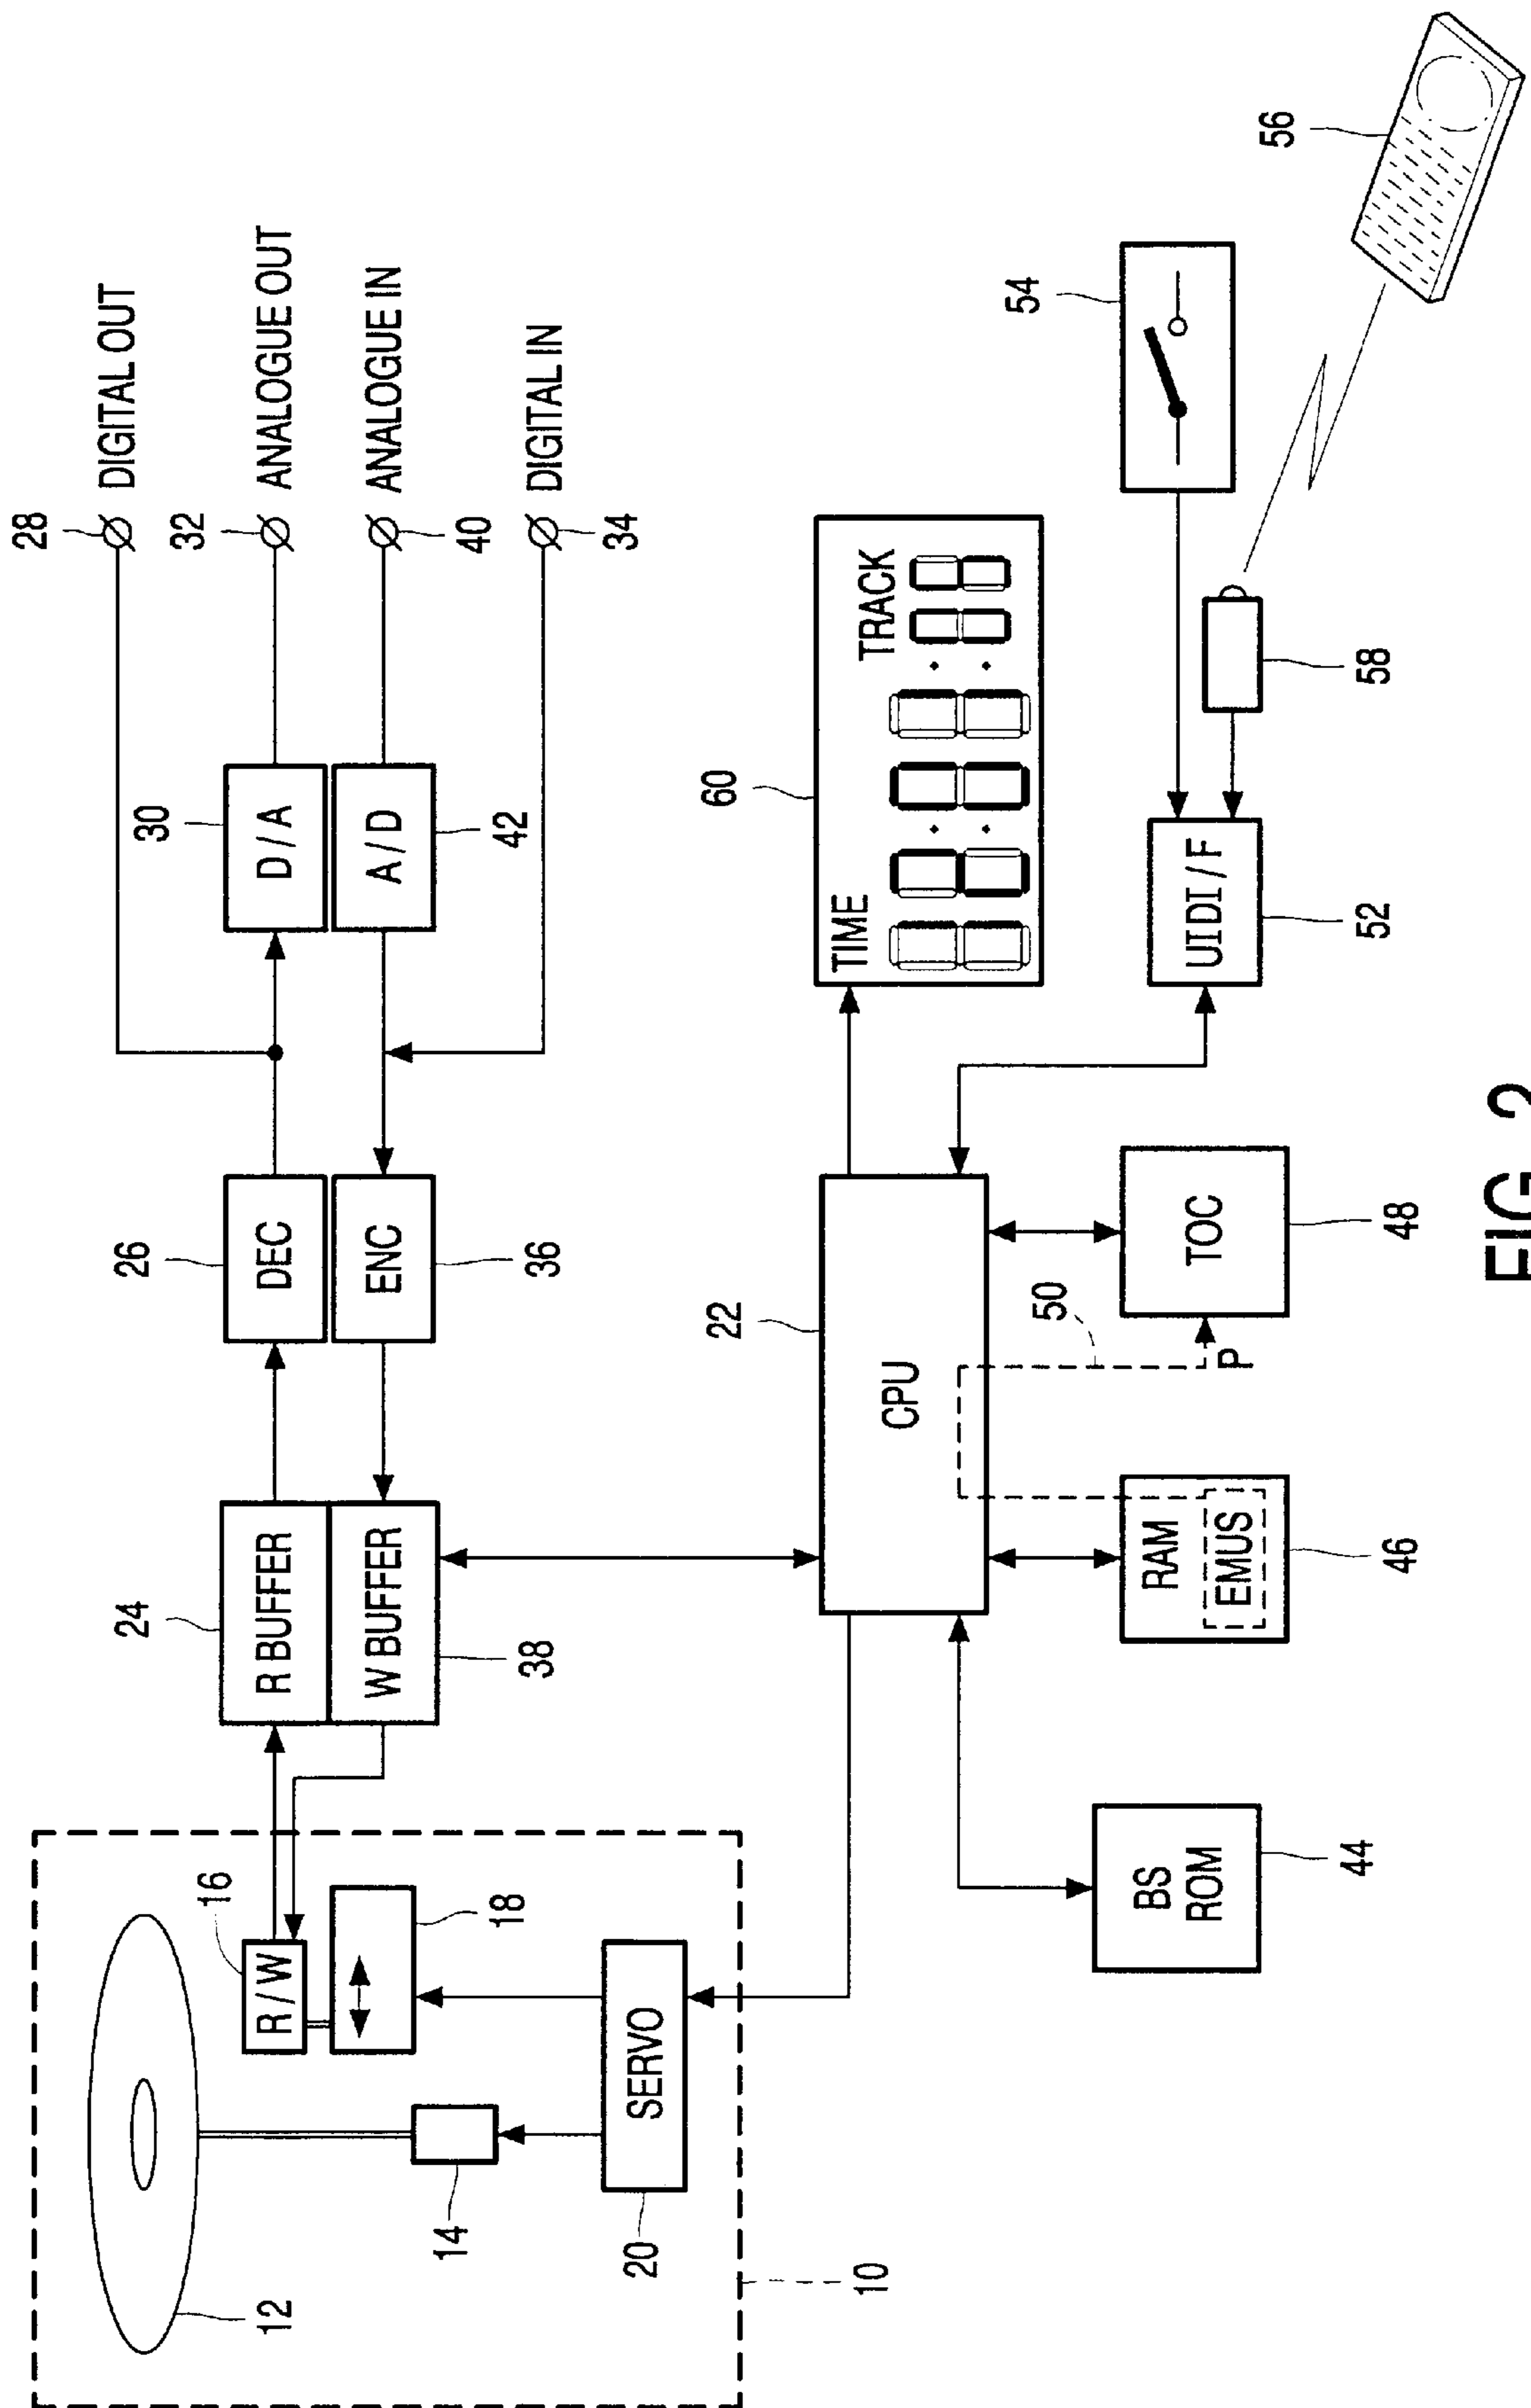 28
DIGITAL OUT
32
ANALOGUE OUT
40
ANALOGUE IN
34
DIGITAL IN
30
D / A
A / D
42
26
DEC
ENC
36
24
R BUFFER
W BUFFER
38
16
R / W
18
12
14
SERVO
20
10
22
CPU
60
TIME
TRACK
54
56
58
UIDI / F
52
50
P
TOC
48
RAM
EMUS
46
BS
ROM
44
FIG. 2